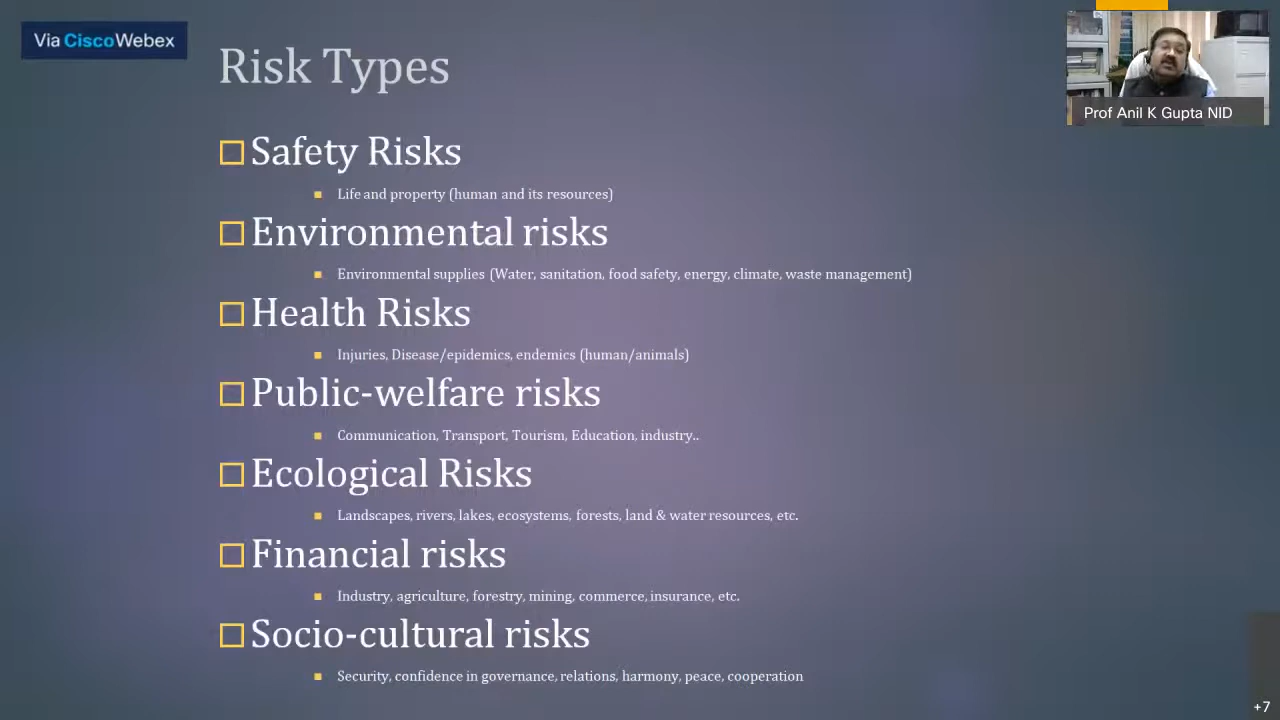 Via CiscoWebex
Risk Types
Prof Anil K Gupta NID
Safety Risks
Life and property (human and its resources)
Environmental risks
Environmental supplies (Water, sanitation, food safety, energy, climate, waste management)
Health Risks
Injuries, Disease/epidemics, endemics (human/animals)
Public-welfare risks
Communication, Transport, Tourism, Education, industry..
Ecological Risks
Landscapes, rivers, lakes, ecosystems, forests, land & water resources, etc.
Financial risks
Industry, agriculture, forestry, mining, commerce, insurance, etc.
Socio-cultural risks
Security, confidence in governance, relations, harmony, peace, cooperation
+7